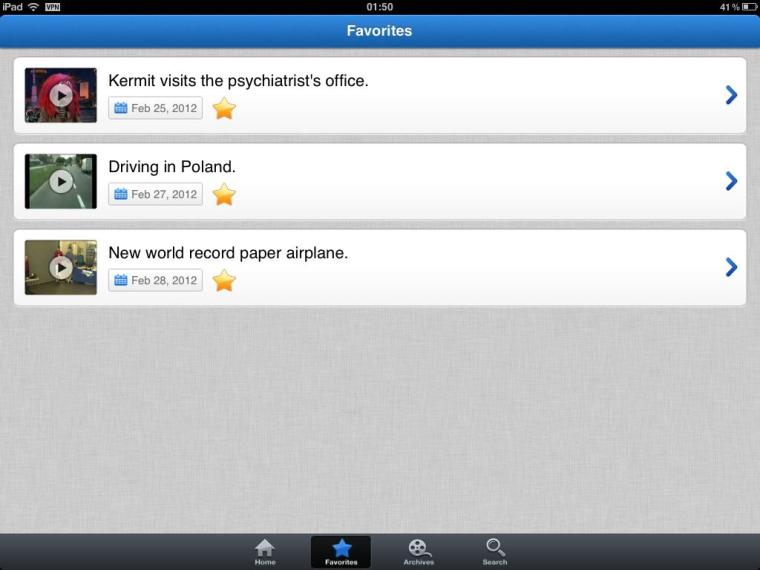 iPad VPN 01:50 41 %
Favorites
Kermit visits the psychiatrist's office.
Feb 25, 2012
Driving in Poland.
Feb 27, 2012
New world record paper airplane.
Feb 28, 2012
Home Favorites Archives Search